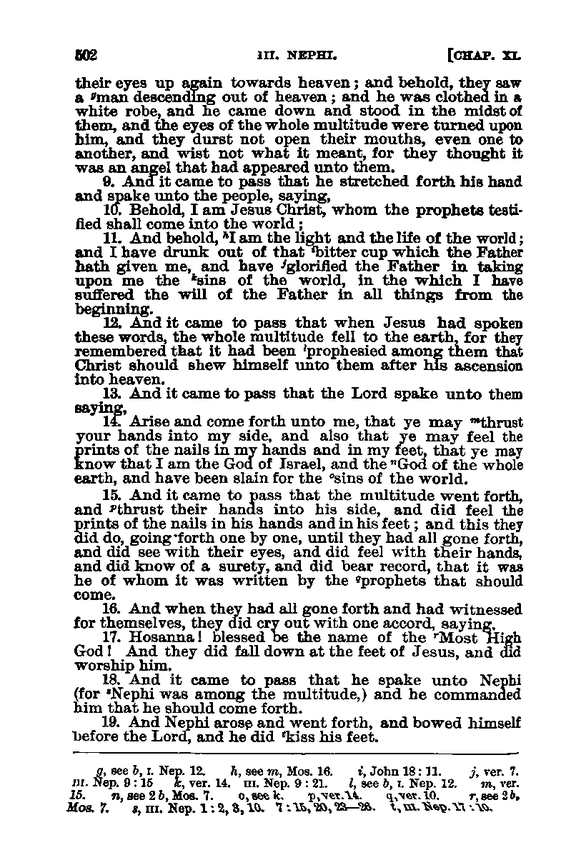 502 III. NEPHI. [CHAP. XI.
their eyes up again towards heaven; and behold, they saw
a ᵍman descending out of heaven; and he was clothed in a
white robe, and he came down and stood in the midst of
them, and the eyes of the whole multitude were turned upon
him, and they durst not open their mouths, even one to
another, and wist not what it meant, for they thought it
was an angel that had appeared unto them.
9. And it came to pass that he stretched forth his hand
and spake unto the people, saying,
10. Behold, I am Jesus Christ, whom the prophets testi-
fied shall come into the world;
11. And behold, ʰI am the light and the life of the world;
and I have drunk out of that ⁱbitter cup which the Father
hath given me, and have ʲglorified the Father in taking
upon me the ᵏsins of the world, in the which I have
suffered the will of the Father in all things from the
beginning.
12. And it came to pass that when Jesus had spoken
these words, the whole multitude fell to the earth, for they
remembered that it had been ˡprophesied among them that
Christ should shew himself unto them after his ascension
into heaven.
13. And it came to pass that the Lord spake unto them
saying,
14. Arise and come forth unto me, that ye may ᵐthrust
your hands into my side, and also that ye may feel the
prints of the nails in my hands and in my feet, that ye may
know that I am the God of Israel, and the ⁿGod of the whole
earth, and have been slain for the ᵒsins of the world.
15. And it came to pass that the multitude went forth,
and ᵖthrust their hands into his side, and did feel the
prints of the nails in his hands and in his feet; and this they
did do, going forth one by one, until they had all gone forth,
and did see with their eyes, and did feel with their hands,
and did know of a surety, and did bear record, that it was
he of whom it was written by the qprophets that should
come.
16. And when they had all gone forth and had witnessed
for themselves, they did cry out with one accord, saying,
17. Hosanna! blessed be the name of the ʳMost High
God! And they did fall down at the feet of Jesus, and did
worship him.
18. And it came to pass that he spake unto Nephi
(for ˢNephi was among the multitude,) and he commanded
him that he should come forth.
19. And Nephi arose and went forth, and bowed himself
before the Lord, and he did ᵗkiss his feet.
g, see b, I. Nep. 12. h, see m, Mos. 16. i, John 18: 11. j, ver. 7.
III. Nep. 9: 15 k, ver. 14. III. Nep. 9: 21. l, see b, I. Nep. 12. m, ver.
15. n, see 2 b, Mos. 7. o, see k. p, ver. 14. q, ver. 10. r, see 2 b,
Mos. 7. s, III. Nep. 1: 2, 3, 10. 7: 15, 20, 23—26. t, III. Nep. 17: 10.